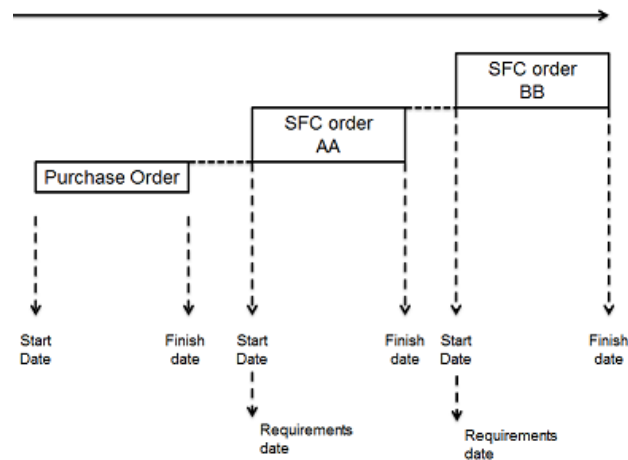 SFC order
BB
SFC order
AA
Purchase Order
Start
Date
Finish
date
Start
Date
Finish
date
Start
Date
Finish
date
Requirements
date
Requirements
date